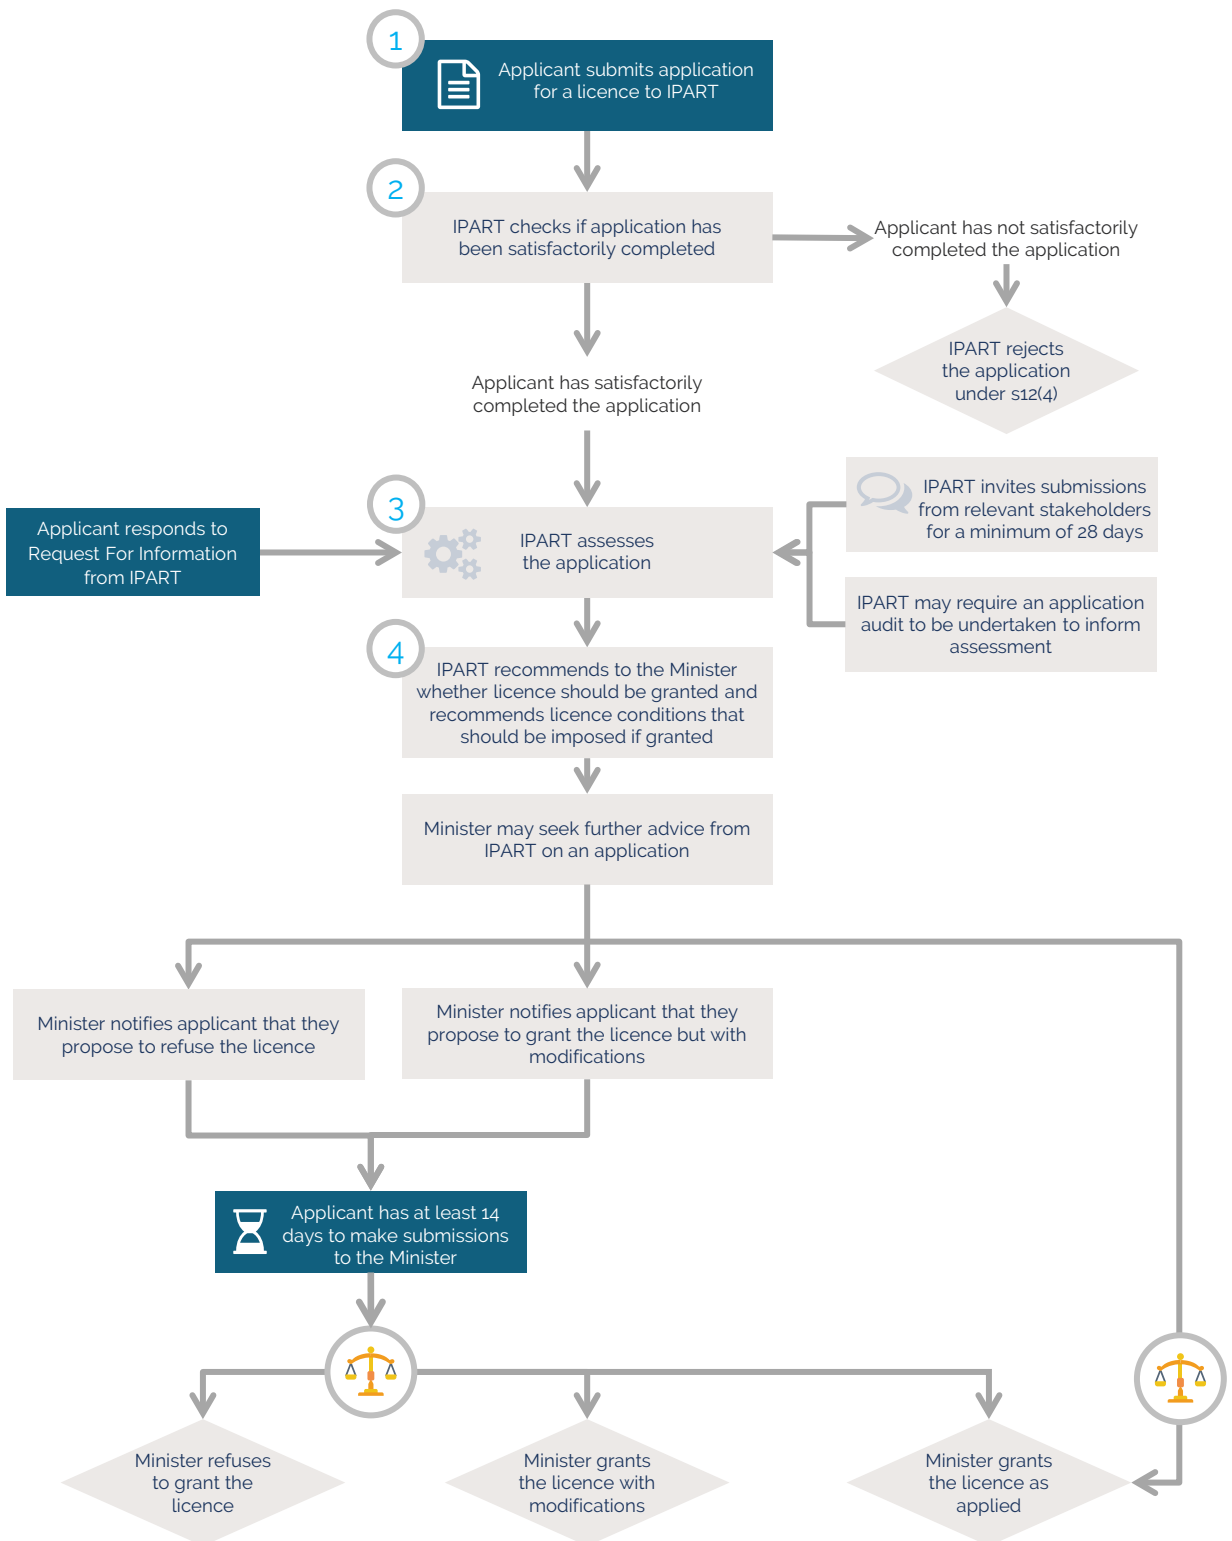 1
Applicant submits application
for a licence to IPART
2
IPART checks if application has
been satisfactorily completed
Applicant has not satisfactorily
completed the application
IPART rejects
the application
under s12(4)
Applicant has satisfactorily
completed the application
3
IPART assesses
the application
Applicant responds to
Request For Information
from IPART
IPART invites submissions
from relevant stakeholders
for a minimum of 28 days
IPART may require an application
audit to be undertaken to inform
assessment
4
IPART recommends to the Minister
whether licence should be granted and
recommends licence conditions that
should be imposed if granted
Minister may seek further advice from
IPART on an application
Minister notifies applicant that they
propose to refuse the licence
Minister notifies applicant that they
propose to grant the licence but with
modifications
Applicant has at least 14
days to make submissions
to the Minister
Minister refuses
to grant the
licence
Minister grants
the licence with
modifications
Minister grants
the licence as
applied